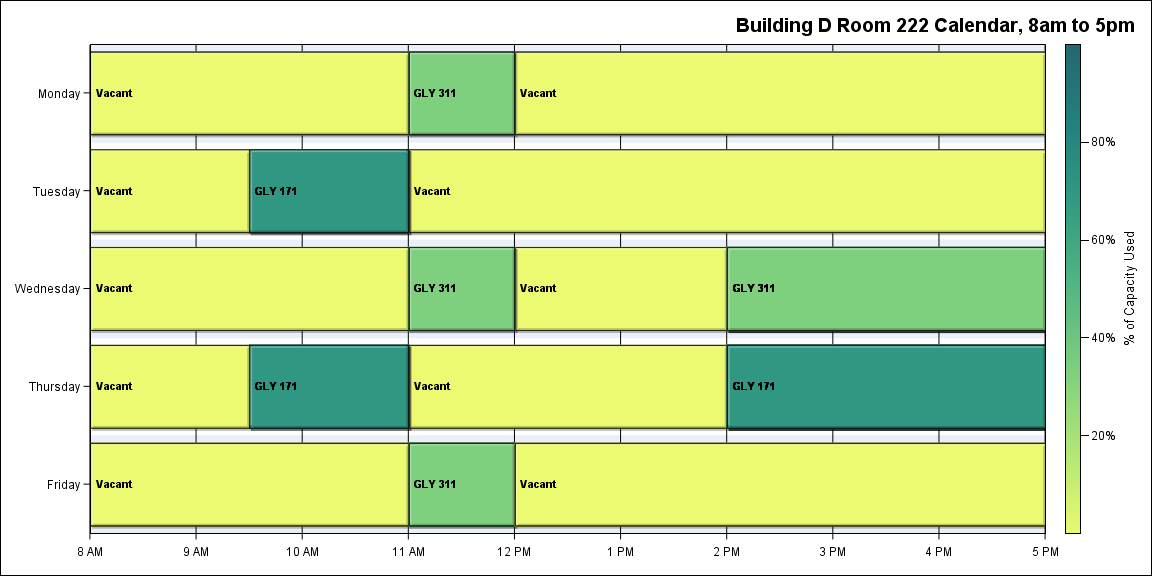 Building D Room 222 Calendar, 8am to 5pm
Monday
Vacant
GLY 311
Vacant
Tuesday
Vacant
GLY 171
Vacant
Wednesday
Vacant
GLY 311
Vacant
GLY 311
Thursday
Vacant
GLY 171
Vacant
GLY 171
Friday
Vacant
GLY 311
Vacant
8 AM
9 AM
10 AM
11 AM
12 PM
1 PM
2 PM
3 PM
4 PM
5 PM
80%
60%
40%
20%
% of Capacity Used